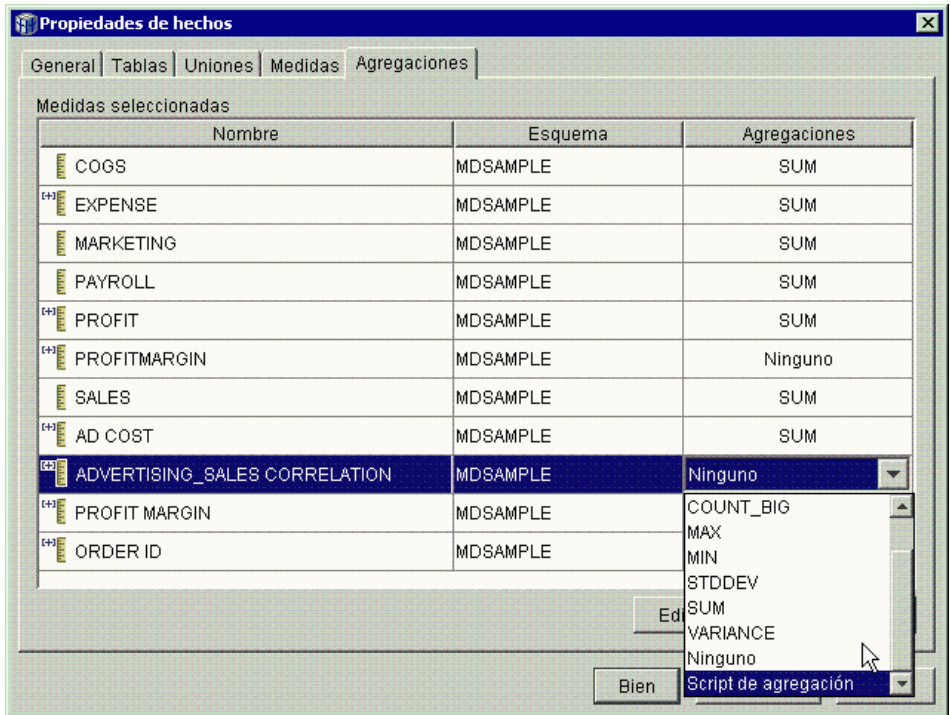 Propiedades de hechos
General Tablas Uniones Medidas Agregaciones
Medidas seleccionadas
Nombre Esquema Agregaciones
COGS MDSAMPLE SUM
[+] EXPENSE MDSAMPLE SUM
MARKETING MDSAMPLE SUM
PAYROLL MDSAMPLE SUM
[+] PROFIT MDSAMPLE SUM
[+] PROFITMARGIN MDSAMPLE Ninguno
SALES MDSAMPLE SUM
[+] AD COST MDSAMPLE SUM
[+] ADVERTISING_SALES CORRELATION MDSAMPLE Ninguno
[+] PROFIT MARGIN MDSAMPLE
[+] ORDER ID MDSAMPLE
COUNT_BIG
MAX
MIN
STDDEV
SUM
VARIANCE
Ninguno
Script de agregación
Edi
Bien